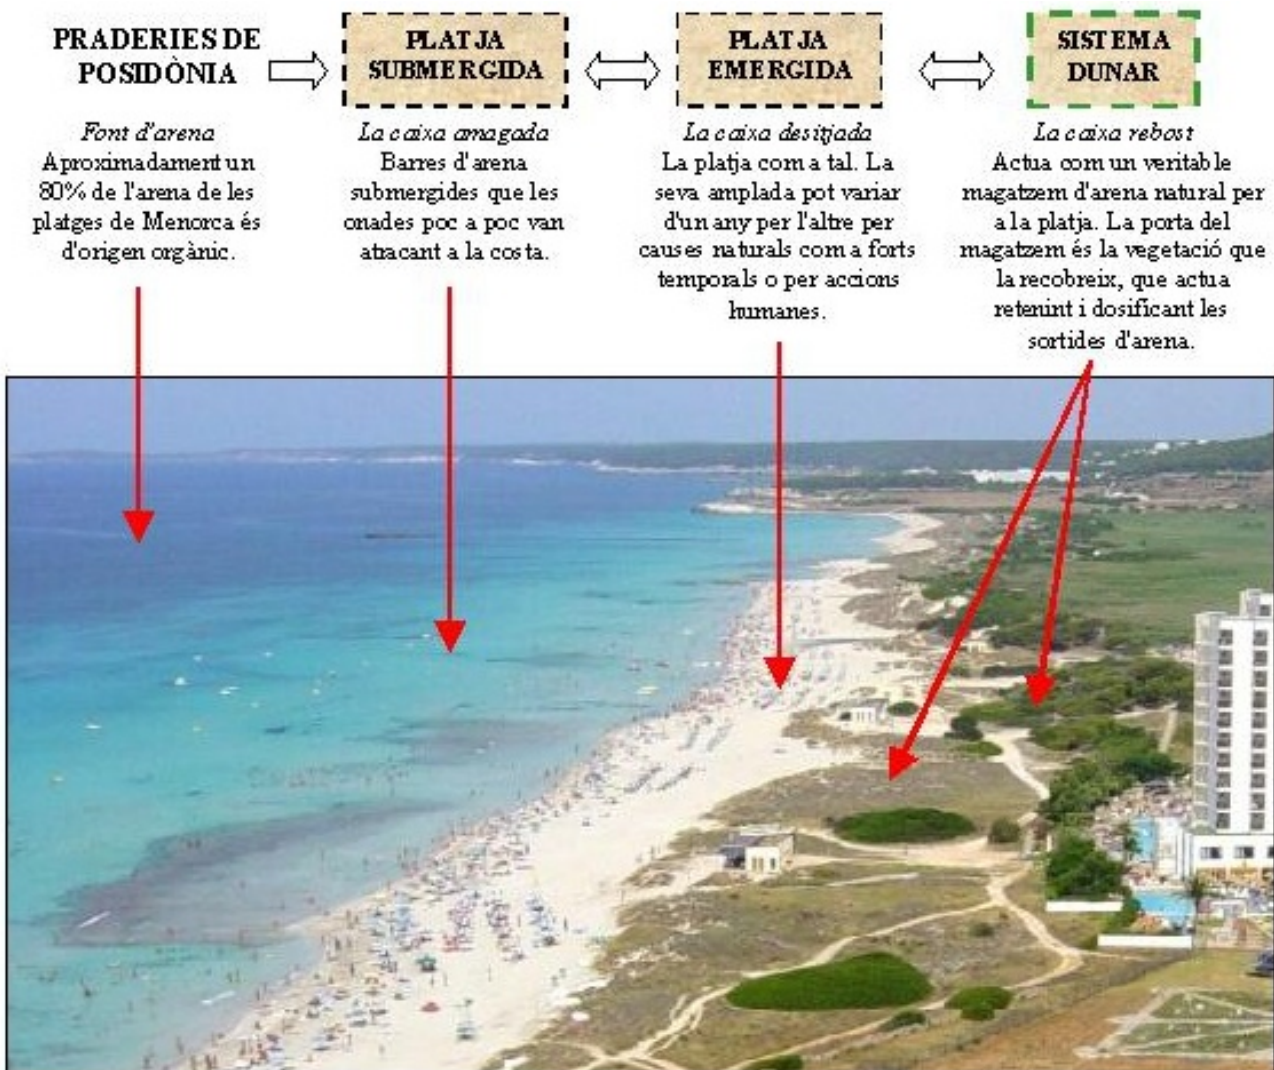 PRADERIES DE
POSIDÒNIA
Font d'arena
Aproximadament un
80% de l'arena de les
platges de Menorca és
d'origen orgànic.
PLATJA
SUBMERGIDA
La caixa amagada
Barres d'arena
submergides que les
onades poc a poc van
atracant a la costa.
PLATJA
EMERGIDA
La caixa desitjada
La platja com a tal. La
seva amplada pot variar
d'un any per l'altre per
causes naturals com a forts
temporals o per accions
humanes.
SISTEMA
DUNAR
La caixa rebost
Actua com un veritable
magatzem d'arena natural per
a la platja. La porta del
magatzem és la vegetació que
la recobreix, que actua
retenint i dosificant les
sortides d'arena.